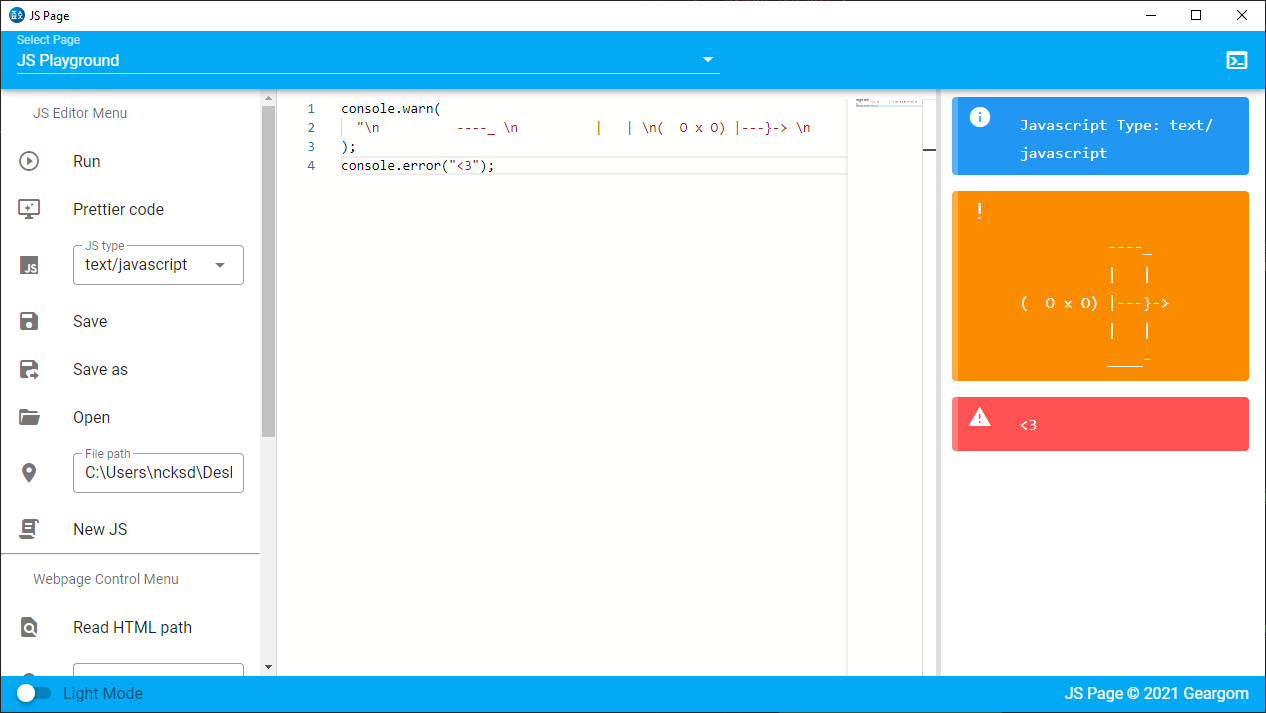 JS Page
Select Page
JS Playground
JS Editor Menu
Run
Prettier code
JS type
JS
text/javascript
Save
Save as
Open
File path
C:\Users\ncksd\Desl
New JS
Webpage Control Menu
Read HTML path
1 console.warn(
2 "\n          ----_ \n          |   | \n(  O x O) |---}-> \n
3 );
4 console.error("<3");
Javascript Type: text/
javascript
!
----_
|   |
(  O x O) |---}->
|   |
____-
<3
Light Mode
JS Page © 2021 Geargom